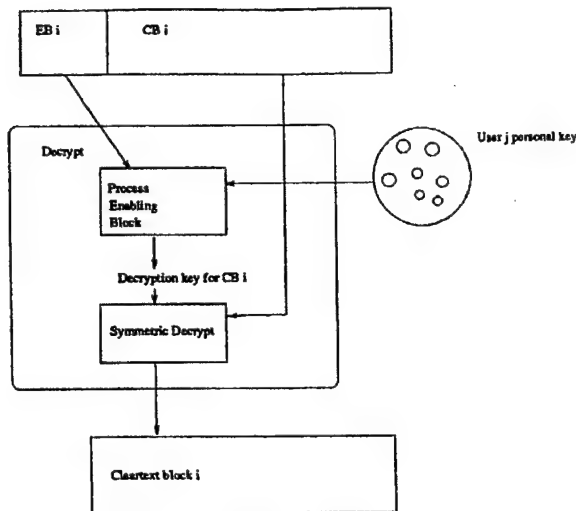 EB i
CB i
User j personal key
Decrypt
Process
Enabling
Block
Decryption key for CB i
Symmetric Decrypt
Cleartext block i